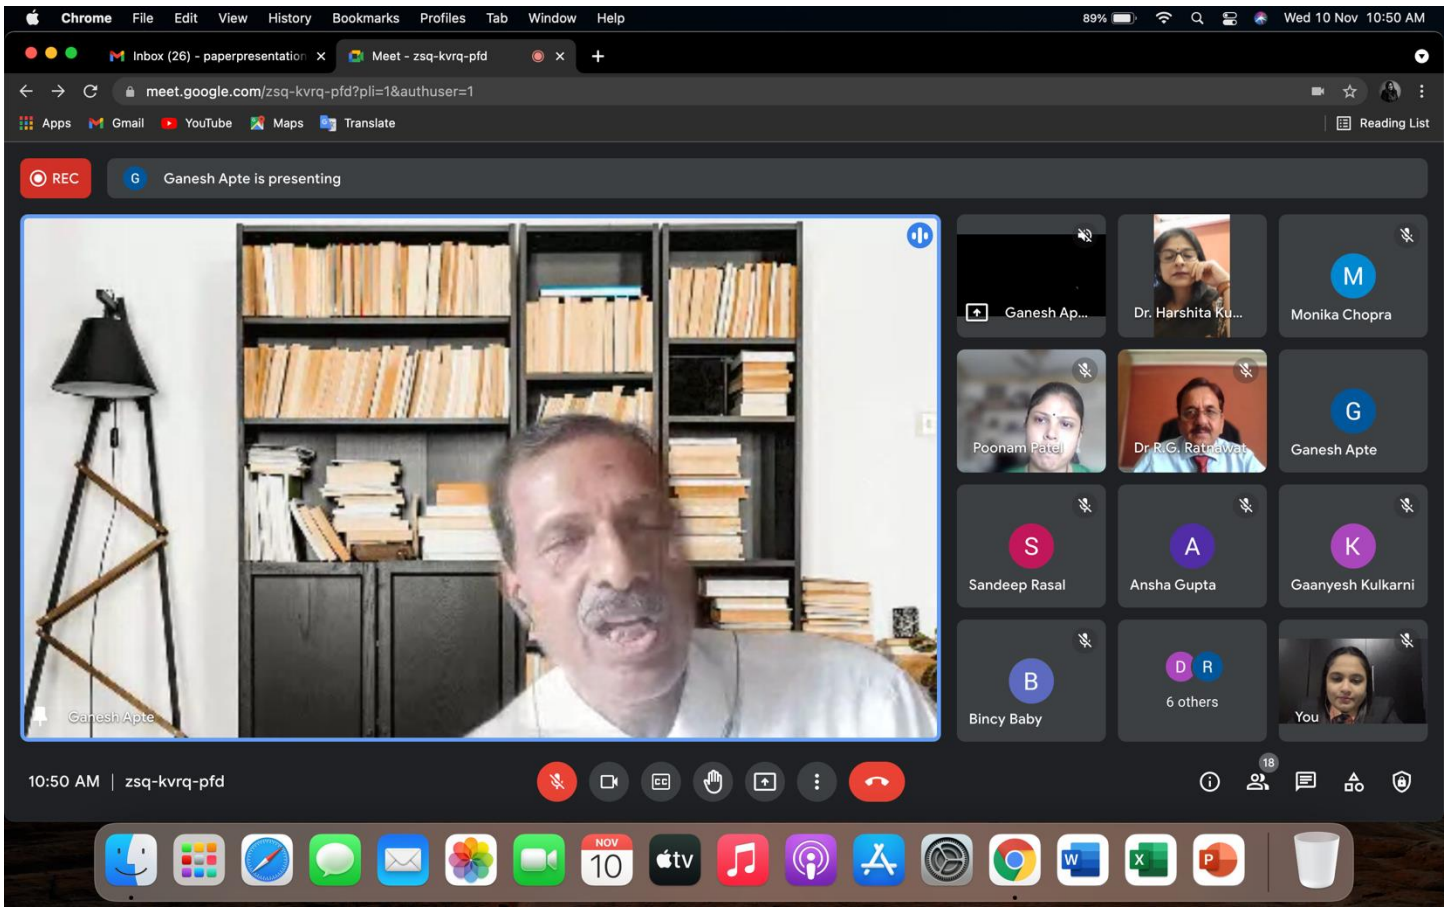 Chrome File Edit View History Bookmarks Profiles Tab Window Help 89% Wed 10 Nov 10:50 AM
Inbox (26) - paperpresentation Meet - zsq-kvrq-pfd
meet.google.com/zsq-kvrq-pfd?pli=1&authuser=1
Apps Gmail YouTube Maps Translate Reading List
REC G Ganesh Apte is presenting
Ganesh Ap... Dr. Harshita Ku... M Monika Chopra
Poonam Patel Dr R.G. Ratnawat G Ganesh Apte
S Sandeep Rasal A Ansha Gupta K Gaanyesh Kulkarni
B Bincy Baby D R 6 others You
Ganesh Apte
10:50 AM | zsq-kvrq-pfd CC 18
NOV
10 tv W X P